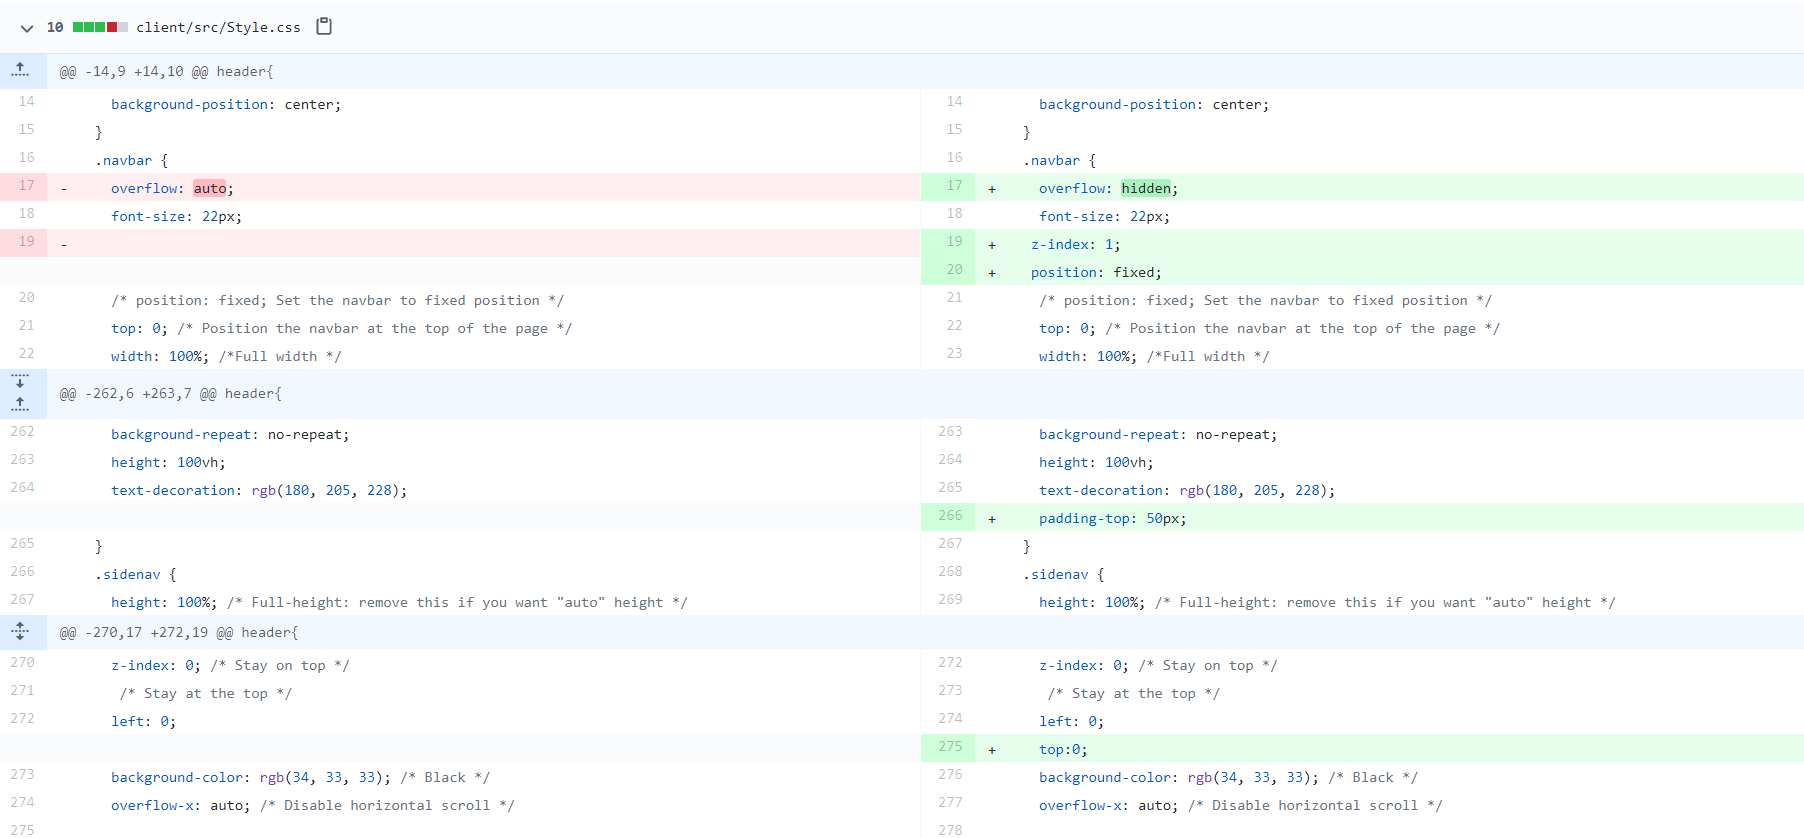 10 client/src/Style.css
@@ -14,9 +14,10 @@ header{
14 background-position: center; 14 background-position: center;
15 } 15 }
16 .navbar { 16 .navbar {
17 - overflow: auto; 17 + overflow: hidden;
18 font-size: 22px; 18 font-size: 22px;
19 - 19 + z-index: 1;
20 + position: fixed;
20 /* position: fixed; Set the navbar to fixed position */ 21 /* position: fixed; Set the navbar to fixed position */
21 top: 0; /* Position the navbar at the top of the page */ 22 top: 0; /* Position the navbar at the top of the page */
22 width: 100%; /*Full width */ 23 width: 100%; /*Full width */
@@ -262,6 +263,7 @@ header{
262 background-repeat: no-repeat; 263 background-repeat: no-repeat;
263 height: 100vh; 264 height: 100vh;
264 text-decoration: rgb(180, 205, 228); 265 text-decoration: rgb(180, 205, 228);
266 + padding-top: 50px;
265 } 267 }
266 .sidenav { 268 .sidenav {
267 height: 100%; /* Full-height: remove this if you want "auto" height */ 269 height: 100%; /* Full-height: remove this if you want "auto" height */
@@ -270,17 +272,19 @@ header{
270 z-index: 0; /* Stay on top */ 272 z-index: 0; /* Stay on top */
271 /* Stay at the top */ 273 /* Stay at the top */
272 left: 0; 274 left: 0;
275 + top:0;
273 background-color: rgb(34, 33, 33); /* Black */ 276 background-color: rgb(34, 33, 33); /* Black */
274 overflow-x: auto; /* Disable horizontal scroll */ 277 overflow-x: auto; /* Disable horizontal scroll */
275 278